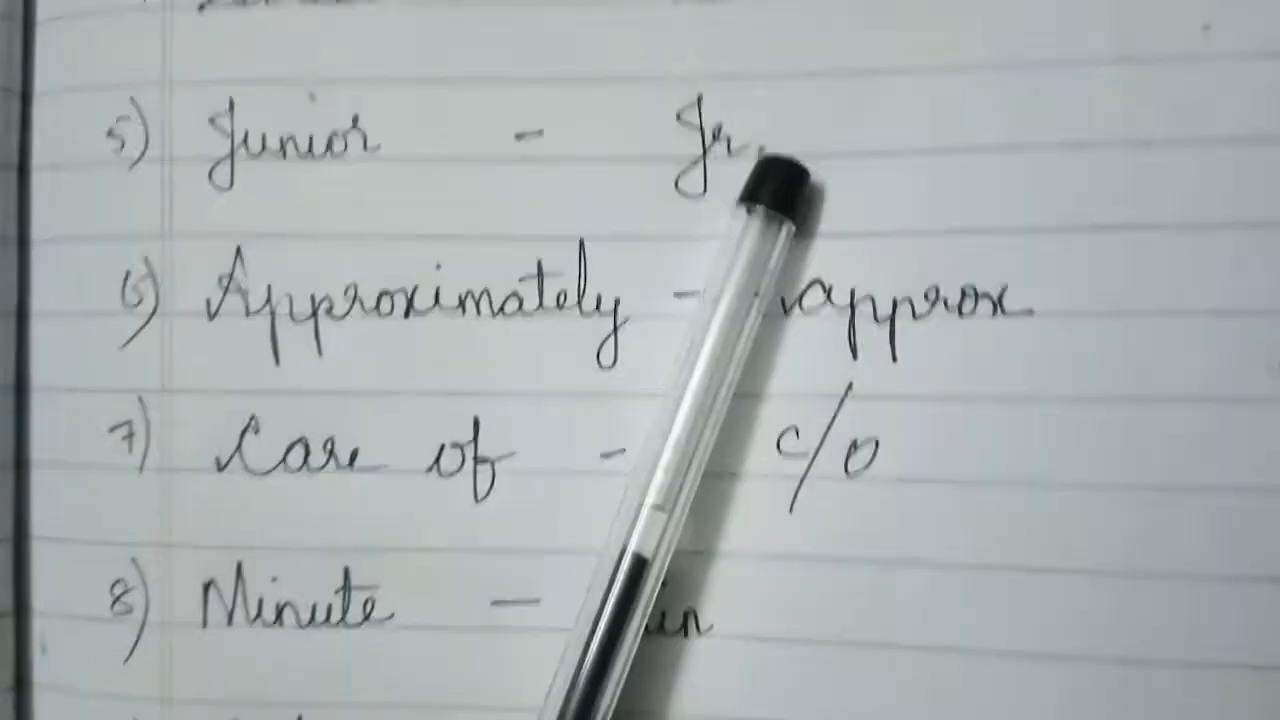 5) Junior - Jr.
6) Approximately - approx
7) Care of - c/o
8) Minute -